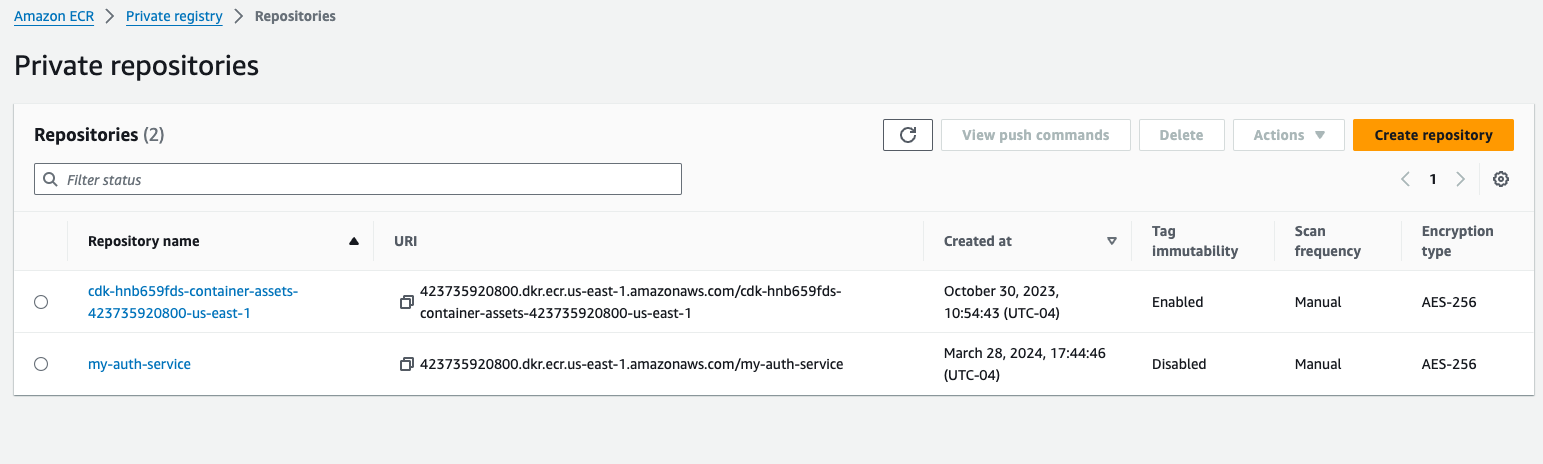 Amazon ECR > Private registry > Repositories
Private repositories
Repositories (2)
View push commands
Delete
Actions
Create repository
Filter status
1
Repository name
URI
Created at
Tag
immutability
Scan
frequency
Encryption
type
cdk-hnb659fds-container-assets-
423735920800-us-east-1
423735920800.dkr.ecr.us-east-1.amazonaws.com/cdk-hnb659fds-
container-assets-423735920800-us-east-1
October 30, 2023,
10:54:43 (UTC-04)
Enabled
Manual
AES-256
my-auth-service
423735920800.dkr.ecr.us-east-1.amazonaws.com/my-auth-service
March 28, 2024, 17:44:46
(UTC-04)
Disabled
Manual
AES-256